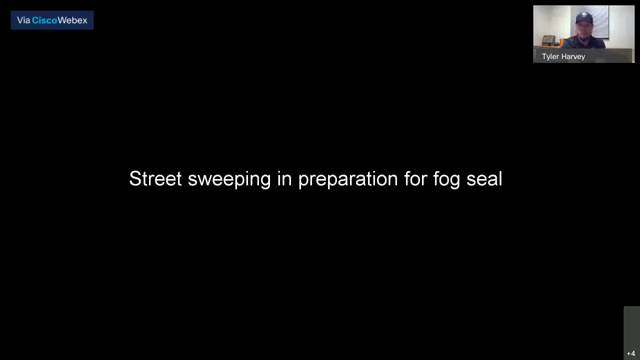 Via CiscoWebex
Tyler Harvey
Street sweeping in preparation for fog seal
+4